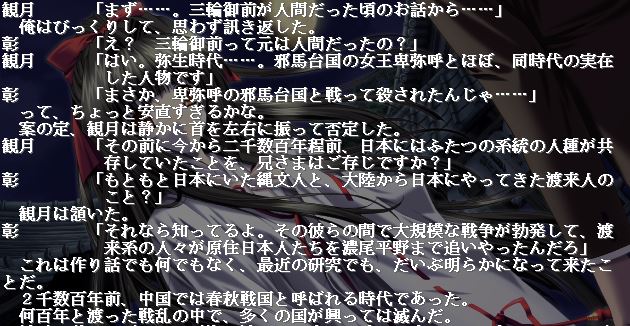 観月　　「まず……。三輪御前が人間だった頃のお話から……」
俺はびっくりして、思わず訊き返した。
彰　　　「え？　三輪御前って元は人間だったの？」
観月　　「はい。弥生時代……。邪馬台国の女王卑弥呼とほぼ、同時代の実在
した人物です」
彰　　　「まさか、卑弥呼の邪馬台国と戦って殺されたんじゃ……」
って、ちょっと安直すぎるかな。
案の定、観月は静かに首を左右に振って否定した。
観月　　「その前に今から二千数百年程前、日本にはふたつの系統の人種が共
存していたことを、兄さまはご存じですか？」
彰　　　「もともと日本にいた縄文人と、大陸から日本にやってきた渡来人の
こと？」
観月は頷いた。
彰　　　「それなら知ってるよ。その彼らの間で大規模な戦争が勃発して、渡
来系の人々が原住日本人たちを濃尾平野まで追いやったんだろ」
これは作り話でも何でもなく、最近の研究でも、だいぶ明らかになって来たこ
とだ。
２千数百年前、中国では春秋戦国と呼ばれる時代であった。
何百年と渡った戦乱の中で、多くの国が興っては滅んだ。